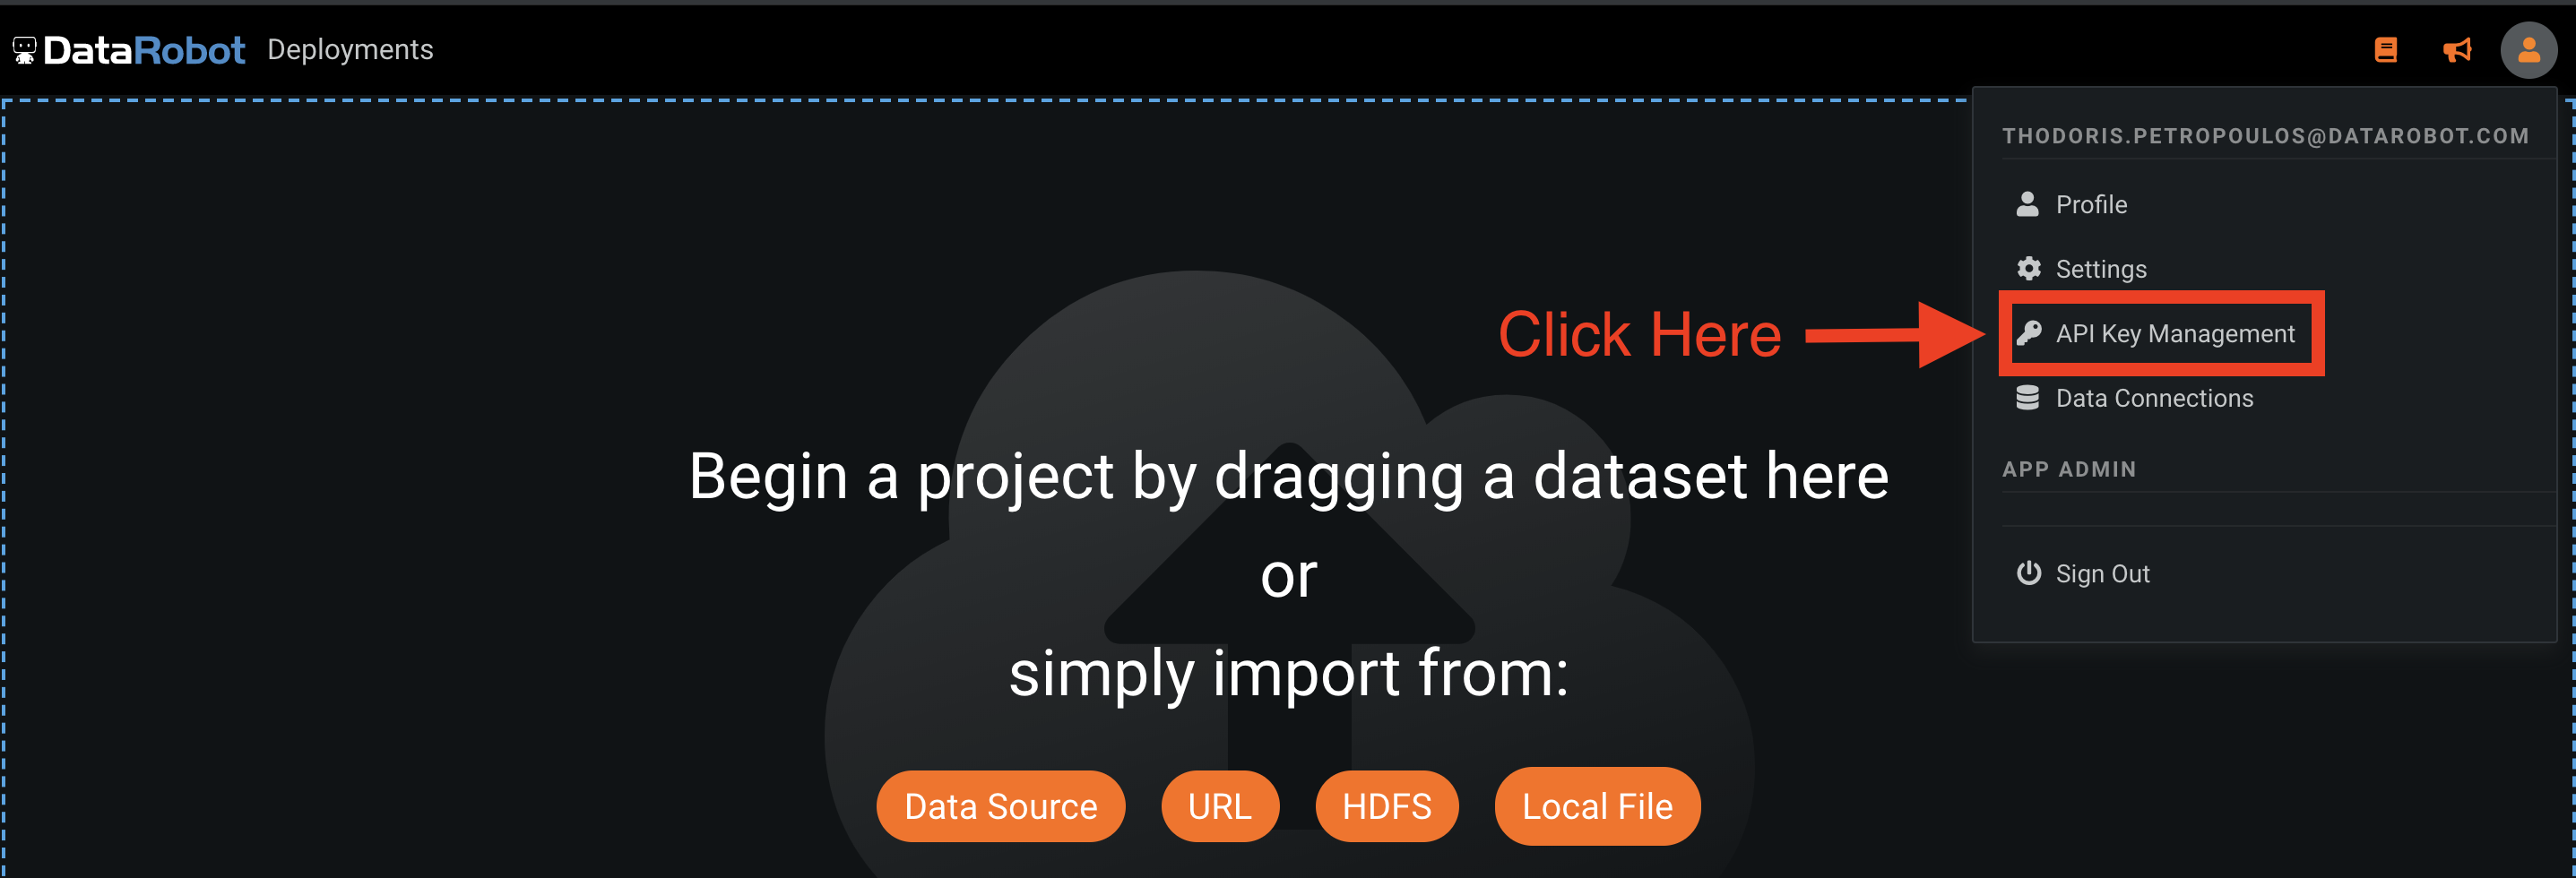 DataRobot Deployments
THODORIS.PETROPOULOS@DATAROBOT.COM
Profile
Settings
Click Here
API Key Management
Data Connections
APP ADMIN
Sign Out
Begin a project by dragging a dataset here
or
simply import from:
Data Source URL HDFS Local File